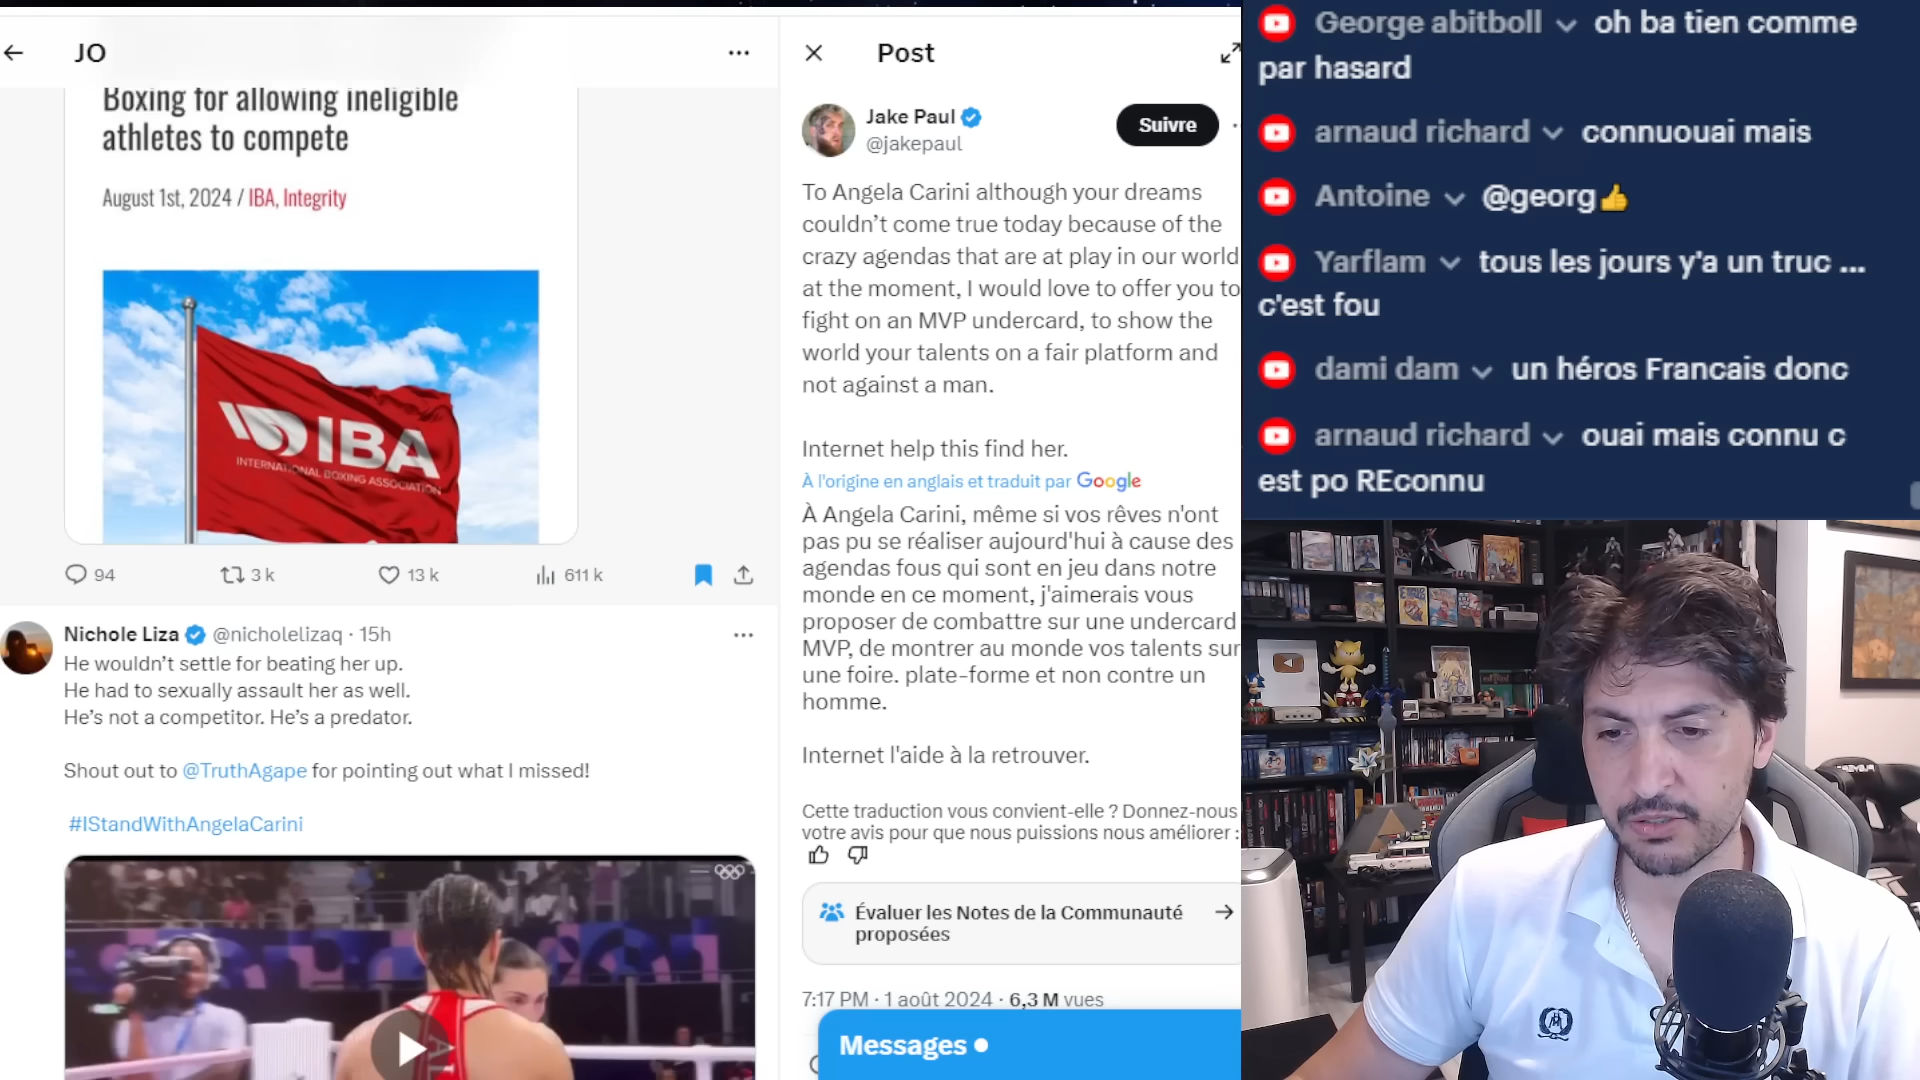 JO
Boxing for allowing ineligible
athletes to compete
August 1st, 2024 / IBA, Integrity
IBA
INTERNATIONAL BOXING ASSOCIATION
94
3 k
13 k
611 k
Nichole Liza @nicholelizaq · 15h
He wouldn’t settle for beating her up.
He had to sexually assault her as well.
He’s not a competitor. He’s a predator.
Shout out to @TruthAgape for pointing out what I missed!
#IStandWithAngelaCarini
Post
Jake Paul
@jakepaul
Suivre
To Angela Carini although your dreams
couldn’t come true today because of the
crazy agendas that are at play in our world
at the moment, I would love to offer you to
fight on an MVP undercard, to show the
world your talents on a fair platform and
not against a man.
Internet help this find her.
À l'origine en anglais et traduit par Google
À Angela Carini, même si vos rêves n'ont
pas pu se réaliser aujourd'hui à cause des
agendas fous qui sont en jeu dans notre
monde en ce moment, j'aimerais vous
proposer de combattre sur une undercard
MVP, de montrer au monde vos talents sur
une foire. plate-forme et non contre un
homme.
Internet l'aide à la retrouver.
Cette traduction vous convient-elle ? Donnez-nous
votre avis pour que nous puissions nous améliorer :
Évaluer les Notes de la Communauté
proposées
7:17 PM · 1 août 2024 · 6,3 M vues
Messages
George abitboll oh ba tien comme
par hasard
arnaud richard connuouai mais
Antoine @georg👍
Yarflam tous les jours y'a un truc ...
c'est fou
dami dam un héros Francais donc
arnaud richard ouai mais connu c
est po REconnu